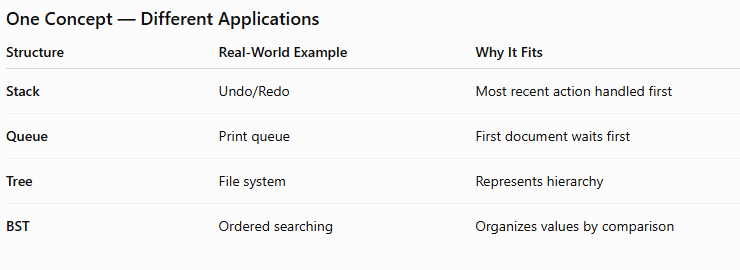 One Concept — Different Applications
Structure Real-World Example Why It Fits
Stack Undo/Redo Most recent action handled first
Queue Print queue First document waits first
Tree File system Represents hierarchy
BST Ordered searching Organizes values by comparison